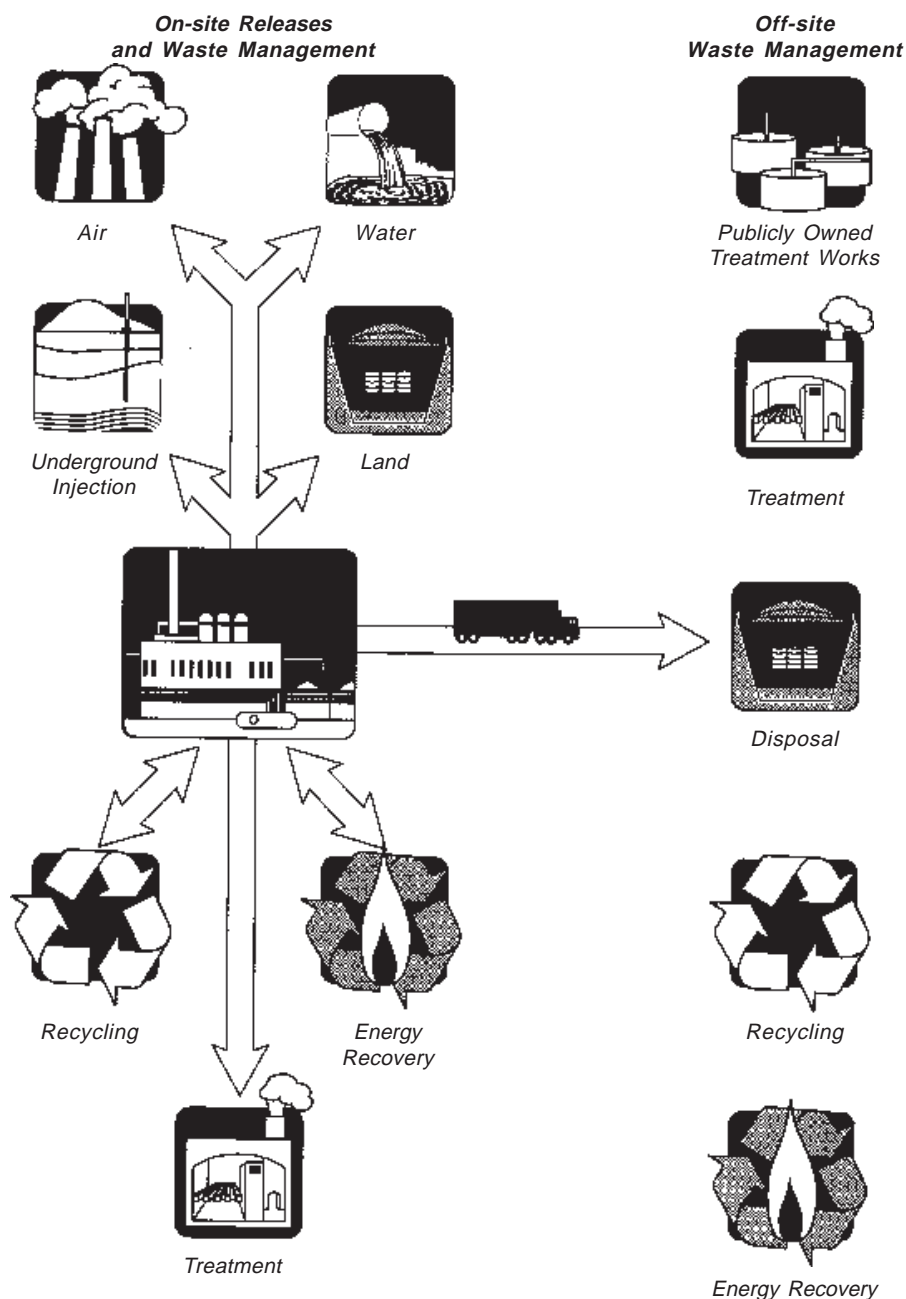 On-site Releases
and Waste Management
Off-site
Waste Management
Air
Water
Publicly Owned
Treatment Works
Underground
Injection
Land
Treatment
Disposal
Recycling
Energy
Recovery
Recycling
Treatment
Energy Recovery